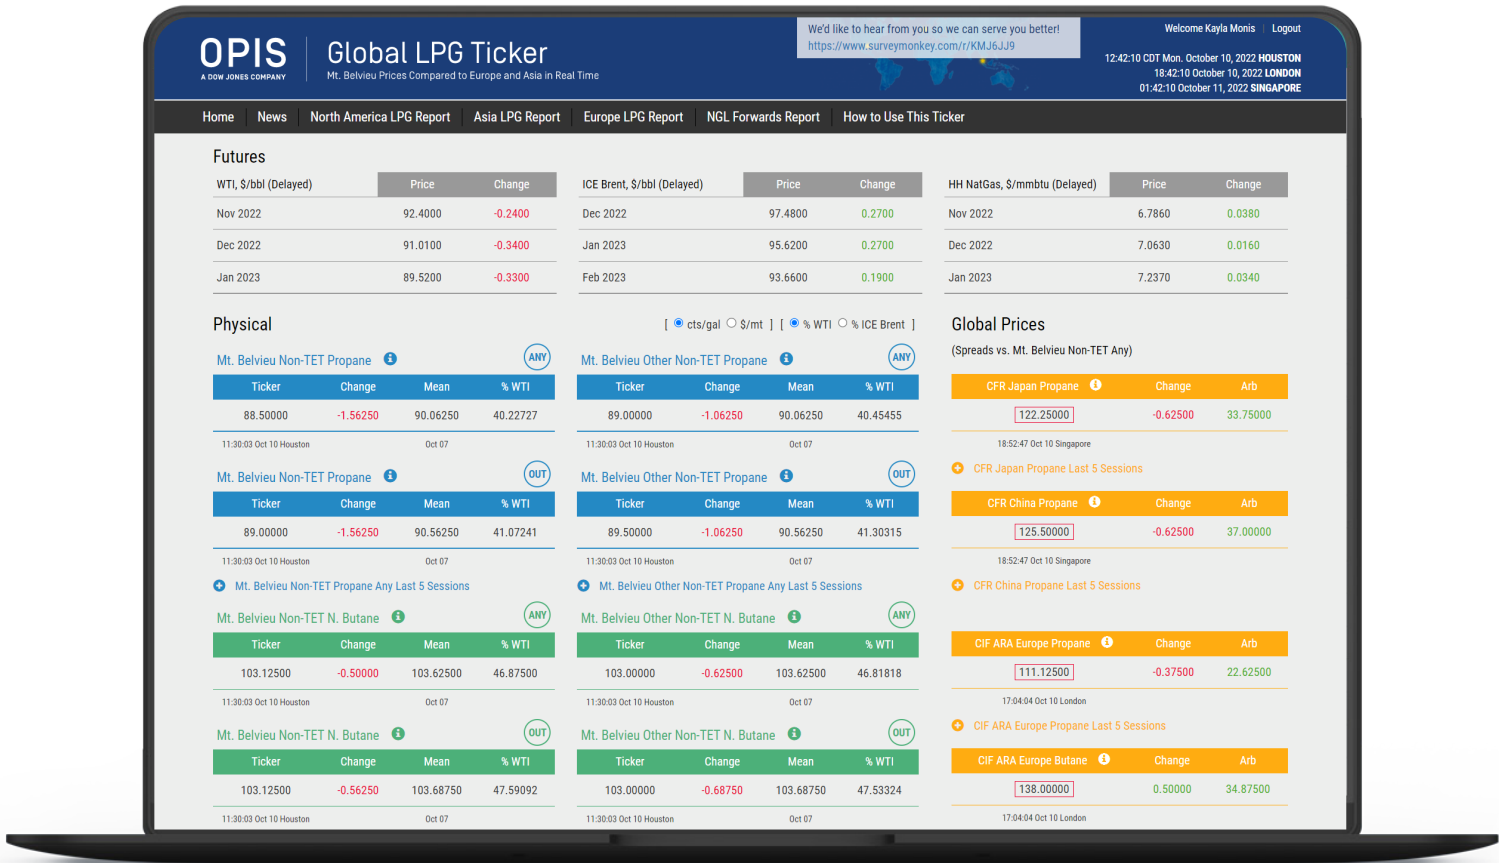 OPIS
A DOW JONES COMPANY
Global LPG Ticker
Mt. Belvieu Prices Compared to Europe and Asia in Real Time
We'd like to hear from you so we can serve you better!
https://www.surveymonkey.com/r/KMJ6JJ9
Welcome Kayla Monis | Logout
12:42:10 CDT Mon. October 10, 2022 HOUSTON
18:42:10 October 10, 2022 LONDON
01:42:10 October 11, 2022 SINGAPORE
Home News North America LPG Report Asia LPG Report Europe LPG Report NGL Forwards Report How to Use This Ticker
Futures
WTI, $/bbl (Delayed) Price Change
Nov 2022 92.4000 -0.2400
Dec 2022 91.0100 -0.3400
Jan 2023 89.5200 -0.3300
ICE Brent, $/bbl (Delayed) Price Change
Dec 2022 97.4800 0.2700
Jan 2023 95.6200 0.2700
Feb 2023 93.6600 0.1900
HH NatGas, $/mmbtu (Delayed) Price Change
Nov 2022 6.7860 0.0380
Dec 2022 7.0630 0.0160
Jan 2023 7.2370 0.0340
Physical
[ cts/gal $/mt ] [ % WTI % ICE Brent ]
Mt. Belvieu Non-TET Propane ANY
Ticker Change Mean % WTI
88.50000 -1.56250 90.06250 40.22727
11:30:03 Oct 10 Houston Oct 07
Mt. Belvieu Non-TET Propane OUT
Ticker Change Mean % WTI
89.00000 -1.56250 90.56250 41.07241
11:30:03 Oct 10 Houston Oct 07
Mt. Belvieu Non-TET Propane Any Last 5 Sessions
Mt. Belvieu Non-TET N. Butane ANY
Ticker Change Mean % WTI
103.12500 -0.50000 103.62500 46.87500
11:30:03 Oct 10 Houston Oct 07
Mt. Belvieu Non-TET N. Butane OUT
Ticker Change Mean % WTI
103.12500 -0.56250 103.68750 47.59092
11:30:03 Oct 10 Houston Oct 07
Mt. Belvieu Other Non-TET Propane ANY
Ticker Change Mean % WTI
89.00000 -1.06250 90.06250 40.45455
11:30:03 Oct 10 Houston Oct 07
Mt. Belvieu Other Non-TET Propane OUT
Ticker Change Mean % WTI
89.50000 -1.06250 90.56250 41.30315
11:30:03 Oct 10 Houston Oct 07
Mt. Belvieu Other Non-TET Propane Any Last 5 Sessions
Mt. Belvieu Other Non-TET N. Butane ANY
Ticker Change Mean % WTI
103.00000 -0.62500 103.62500 46.81818
11:30:03 Oct 10 Houston Oct 07
Mt. Belvieu Other Non-TET N. Butane OUT
Ticker Change Mean % WTI
103.00000 -0.68750 103.68750 47.53324
11:30:03 Oct 10 Houston Oct 07
Global Prices
(Spreads vs. Mt. Belvieu Non-TET Any)
CFR Japan Propane Change Arb
122.25000 -0.62500 33.75000
18:52:47 Oct 10 Singapore
CFR Japan Propane Last 5 Sessions
CFR China Propane Change Arb
125.50000 -0.62500 37.00000
18:52:47 Oct 10 Singapore
CFR China Propane Last 5 Sessions
CIF ARA Europe Propane Change Arb
111.12500 -0.37500 22.62500
17:04:04 Oct 10 London
CIF ARA Europe Propane Last 5 Sessions
CIF ARA Europe Butane Change Arb
138.00000 0.50000 34.87500
17:04:04 Oct 10 London